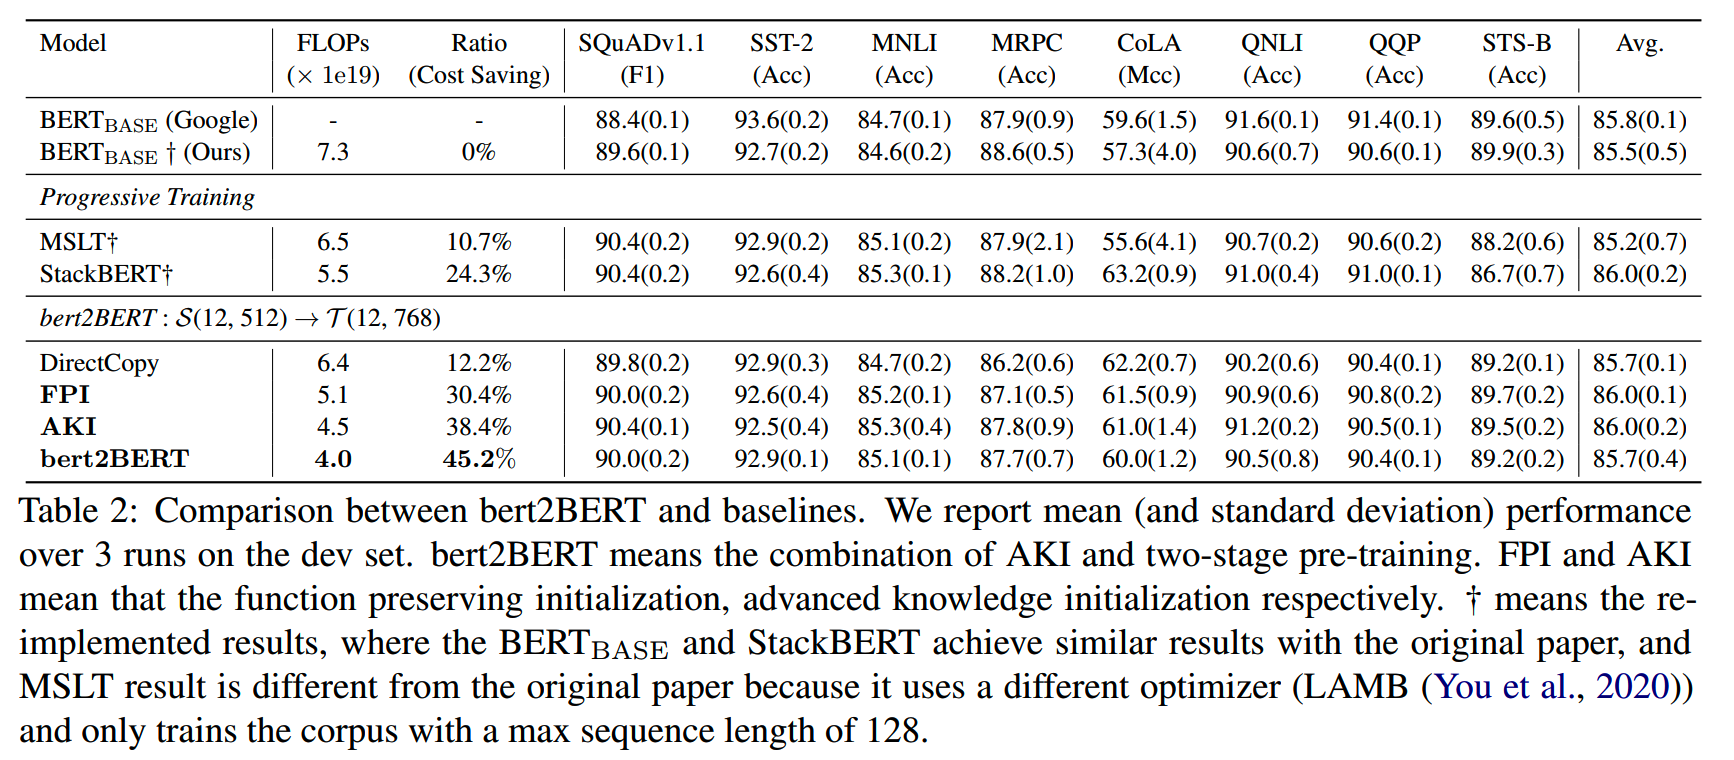 Model FLOPs Ratio SQuADv1.1 SST-2 MNLI MRPC CoLA QNLI QQP STS-B Avg.
(× 1e19) (Cost Saving) (F1) (Acc) (Acc) (Acc) (Mcc) (Acc) (Acc) (Acc)
BERTBASE (Google) - - 88.4(0.1) 93.6(0.2) 84.7(0.1) 87.9(0.9) 59.6(1.5) 91.6(0.1) 91.4(0.1) 89.6(0.5) 85.8(0.1)
BERTBASE † (Ours) 7.3 0% 89.6(0.1) 92.7(0.2) 84.6(0.2) 88.6(0.5) 57.3(4.0) 90.6(0.7) 90.6(0.1) 89.9(0.3) 85.5(0.5)
Progressive Training
MSLT† 6.5 10.7% 90.4(0.2) 92.9(0.2) 85.1(0.2) 87.9(2.1) 55.6(4.1) 90.7(0.2) 90.6(0.2) 88.2(0.6) 85.2(0.7)
StackBERT† 5.5 24.3% 90.4(0.2) 92.6(0.4) 85.3(0.1) 88.2(1.0) 63.2(0.9) 91.0(0.4) 91.0(0.1) 86.7(0.7) 86.0(0.2)
bert2BERT : S(12, 512) → T(12, 768)
DirectCopy 6.4 12.2% 89.8(0.2) 92.9(0.3) 84.7(0.2) 86.2(0.6) 62.2(0.7) 90.2(0.6) 90.4(0.1) 89.2(0.1) 85.7(0.1)
FPI 5.1 30.4% 90.0(0.2) 92.6(0.4) 85.2(0.1) 87.1(0.5) 61.5(0.9) 90.9(0.6) 90.8(0.2) 89.7(0.2) 86.0(0.1)
AKI 4.5 38.4% 90.4(0.1) 92.5(0.4) 85.3(0.4) 87.8(0.9) 61.0(1.4) 91.2(0.2) 90.5(0.1) 89.5(0.2) 86.0(0.2)
bert2BERT 4.0 45.2% 90.0(0.2) 92.9(0.1) 85.1(0.1) 87.7(0.7) 60.0(1.2) 90.5(0.8) 90.4(0.1) 89.2(0.2) 85.7(0.4)
Table 2: Comparison between bert2BERT and baselines. We report mean (and standard deviation) performance
over 3 runs on the dev set. bert2BERT means the combination of AKI and two-stage pre-training. FPI and AKI
mean that the function preserving initialization, advanced knowledge initialization respectively. † means the re-
implemented results, where the BERTBASE and StackBERT achieve similar results with the original paper, and
MSLT result is different from the original paper because it uses a different optimizer (LAMB (You et al., 2020))
and only trains the corpus with a max sequence length of 128.